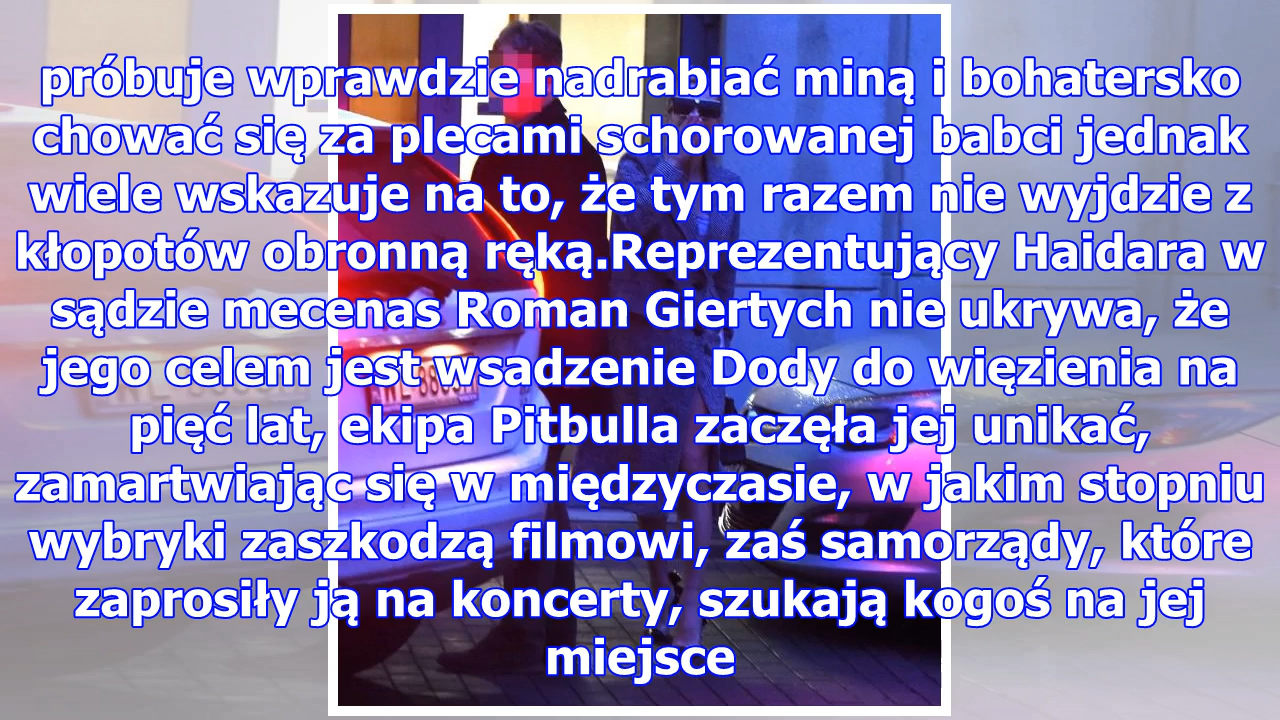 próbuje wprawdzie nadrabiać miną i bohatersko
chować się za plecami schorowanej babci jednak
wiele wskazuje na to, że tym razem nie wyjdzie z
kłopotów obronną ręką.Reprezentujący Haidara w
sądzie mecenas Roman Giertych nie ukrywa, że
jego celem jest wsadzenie Dody do więzienia na
pięć lat, ekipa Pitbulla zaczęła jej unikać,
zamartwiając się w międzyczasie, w jakim stopniu
wybryki zaszkodzą filmowi, zaś samorządy, które
zaprosiły ją na koncerty, szukają kogoś na jej
miejsce